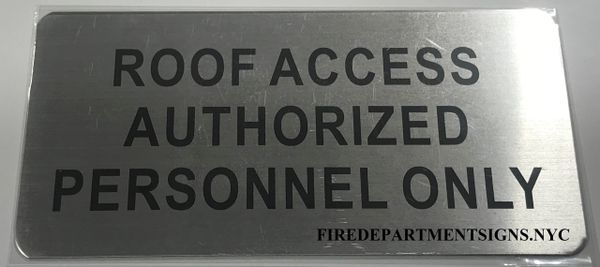 ROOF ACCESS
AUTHORIZED
PERSONNEL ONLY
FIREDEPARTMENTSIGNS.NYC